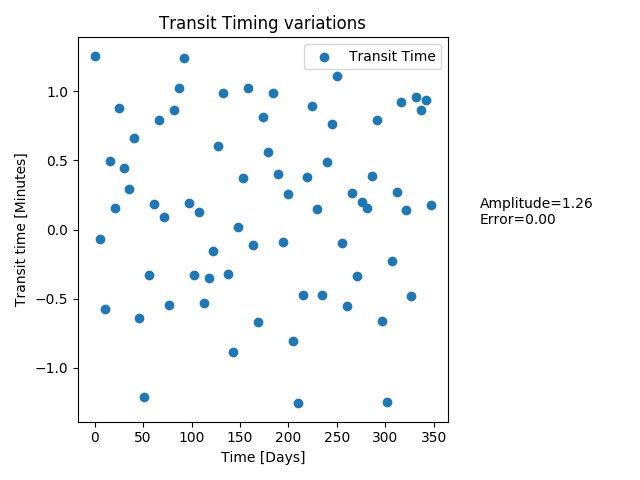 Transit Timing variations
Transit Time
1.0
0.5
0.0
−0.5
−1.0
Transit time [Minutes]
0 50 100 150 200 250 300 350
Time [Days]
Amplitude=1.26
Error=0.00